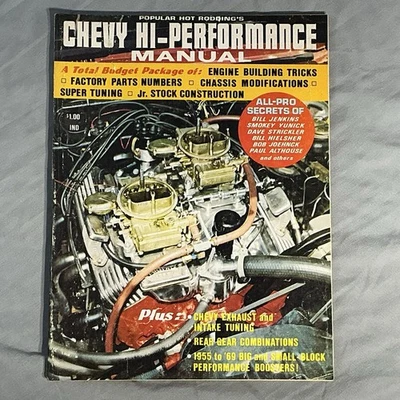 POPULAR HOT RODDING'S
CHEVY HI-PERFORMANCE
MANUAL
A Total Budget Package of: ENGINE BUILDING TRICKS
▫ FACTORY PARTS NUMBERS ▫ CHASSIS MODIFICATIONS ▫
SUPER TUNING ▫ Jr. STOCK CONSTRUCTION
$1.00
IND
ALL-PRO
SECRETS OF
BILL JENKINS
SMOKEY YUNICK
DAVE STRICKLER
BILL HIELSHER
BOB JOEHNCK
PAUL ALTHOUSE
and others
Plus:
• CHEVY EXHAUST and
INTAKE TUNING
• REAR GEAR COMBINATIONS
• 1955 to '69 BIG and SMALL-BLOCK
PERFORMANCE BOOSTERS!